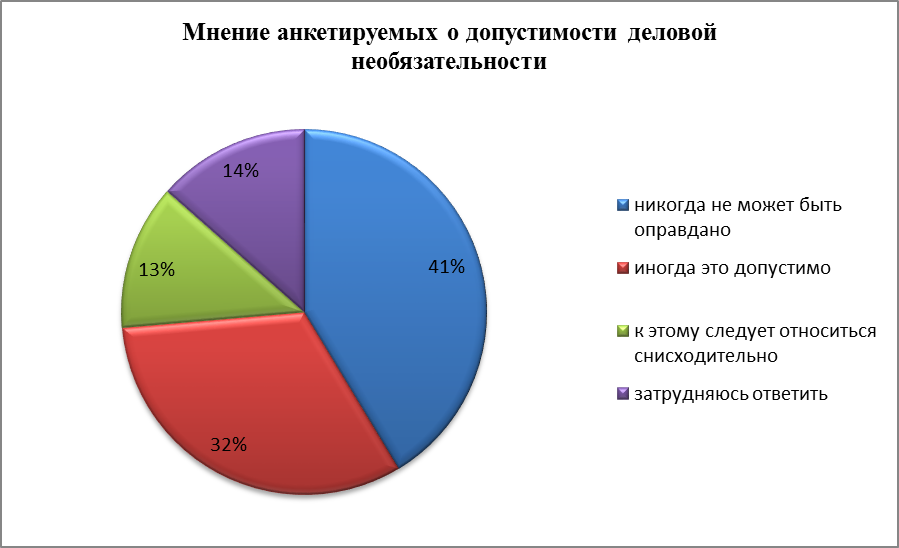 Мнение анкетируемых о допустимости деловой
необязательности
14%
41%
13%
32%
никогда не может быть
оправдано
иногда это допустимо
к этому следует относиться
снисходительно
затрудняюсь ответить